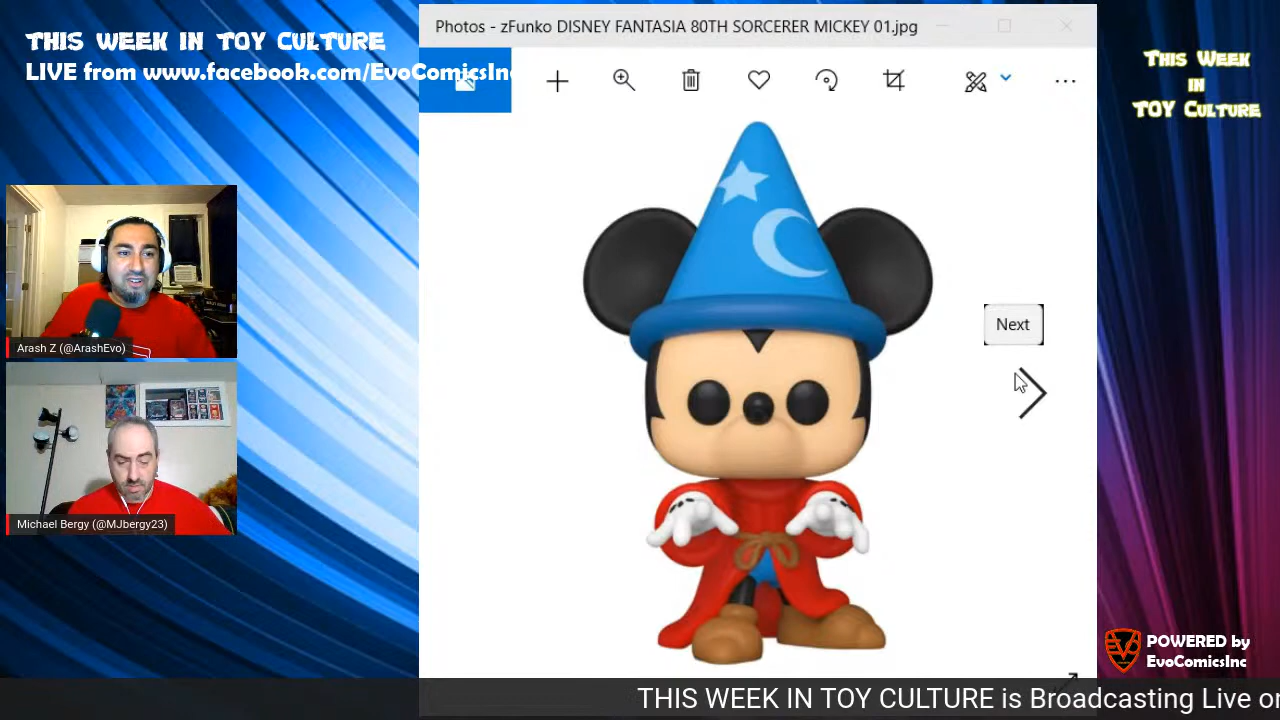 THIS WEEK IN TOY CULTURE
LIVE from www.facebook.com/EvoComicsInc
Photos - zFunko DISNEY FANTASIA 80TH SORCERER MICKEY 01.jpg
This Week
in
TOY Culture
Next
Arash Z (@ArashEvo)
Michael Bergy (@MJbergy23)
POWERED by
EvoComicsInc
THIS WEEK IN TOY CULTURE is Broadcasting Live on